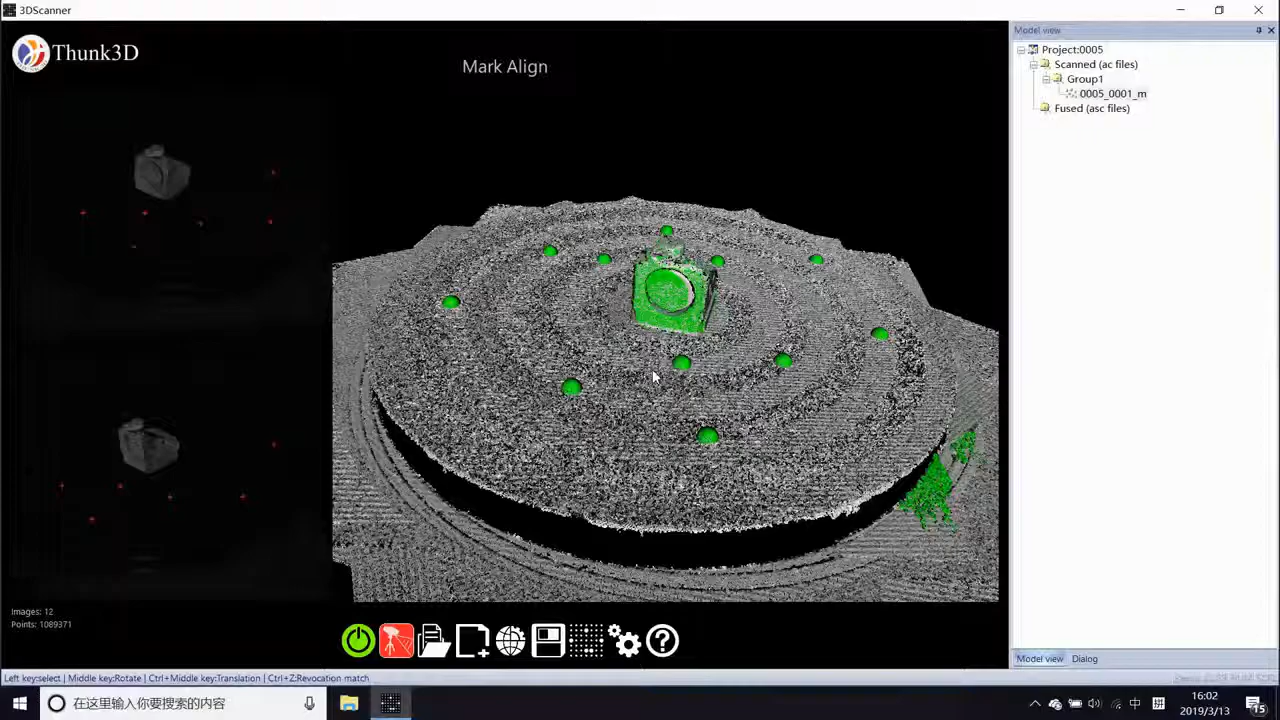 3DScanner
Thunk3D
Mark Align
Images: 12
Points: 1089371
Model view
Project:0005
Scanned (ac files)
Group1
0005_0001_m
Fused (asc files)
Model view
Dialog
Left key:select | Middle key:Rotate | Ctrl+Middle key:Translation | Ctrl+Z:Revocation match
在这里输入你要搜索的内容
中
拼
16:02
2019/3/13
15